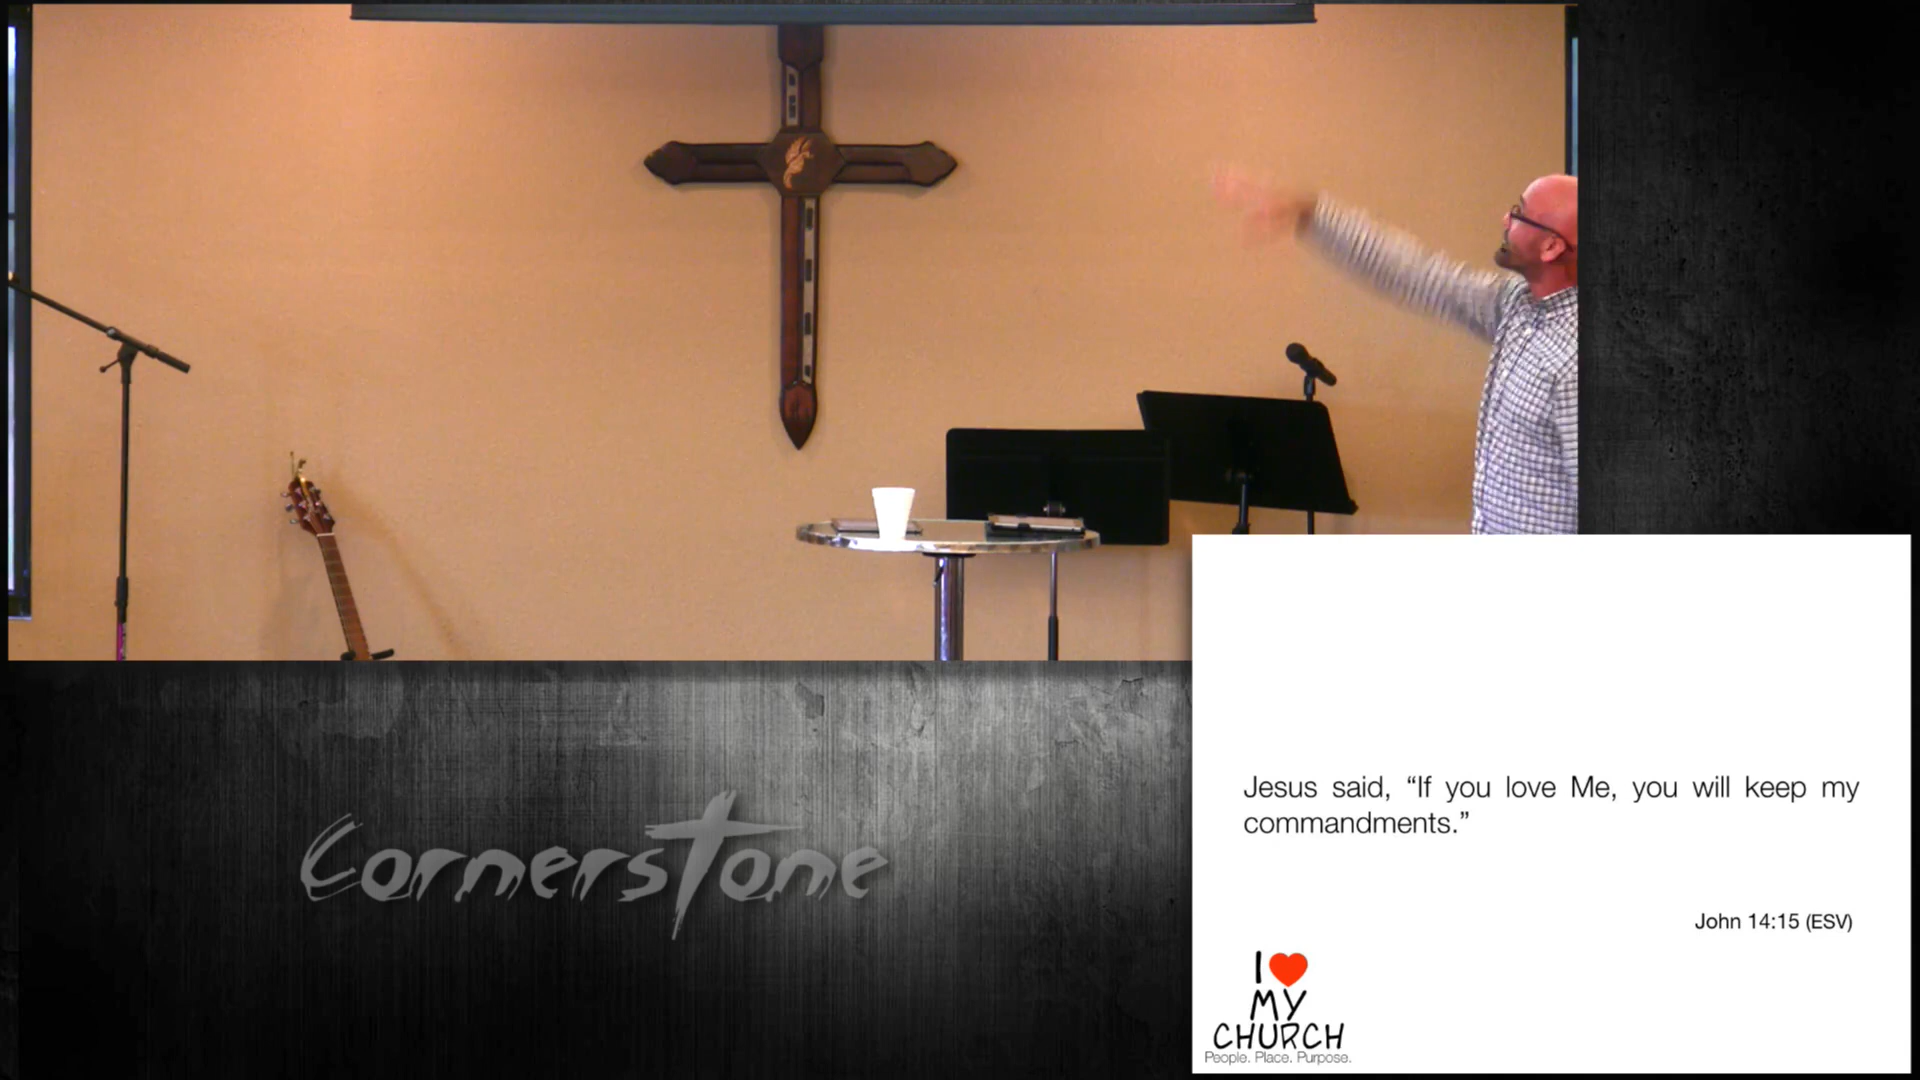 Cornerstone
Jesus said, “If you love Me, you will keep my
commandments.”
John 14:15 (ESV)
I
MY
CHURCH
People. Place. Purpose.